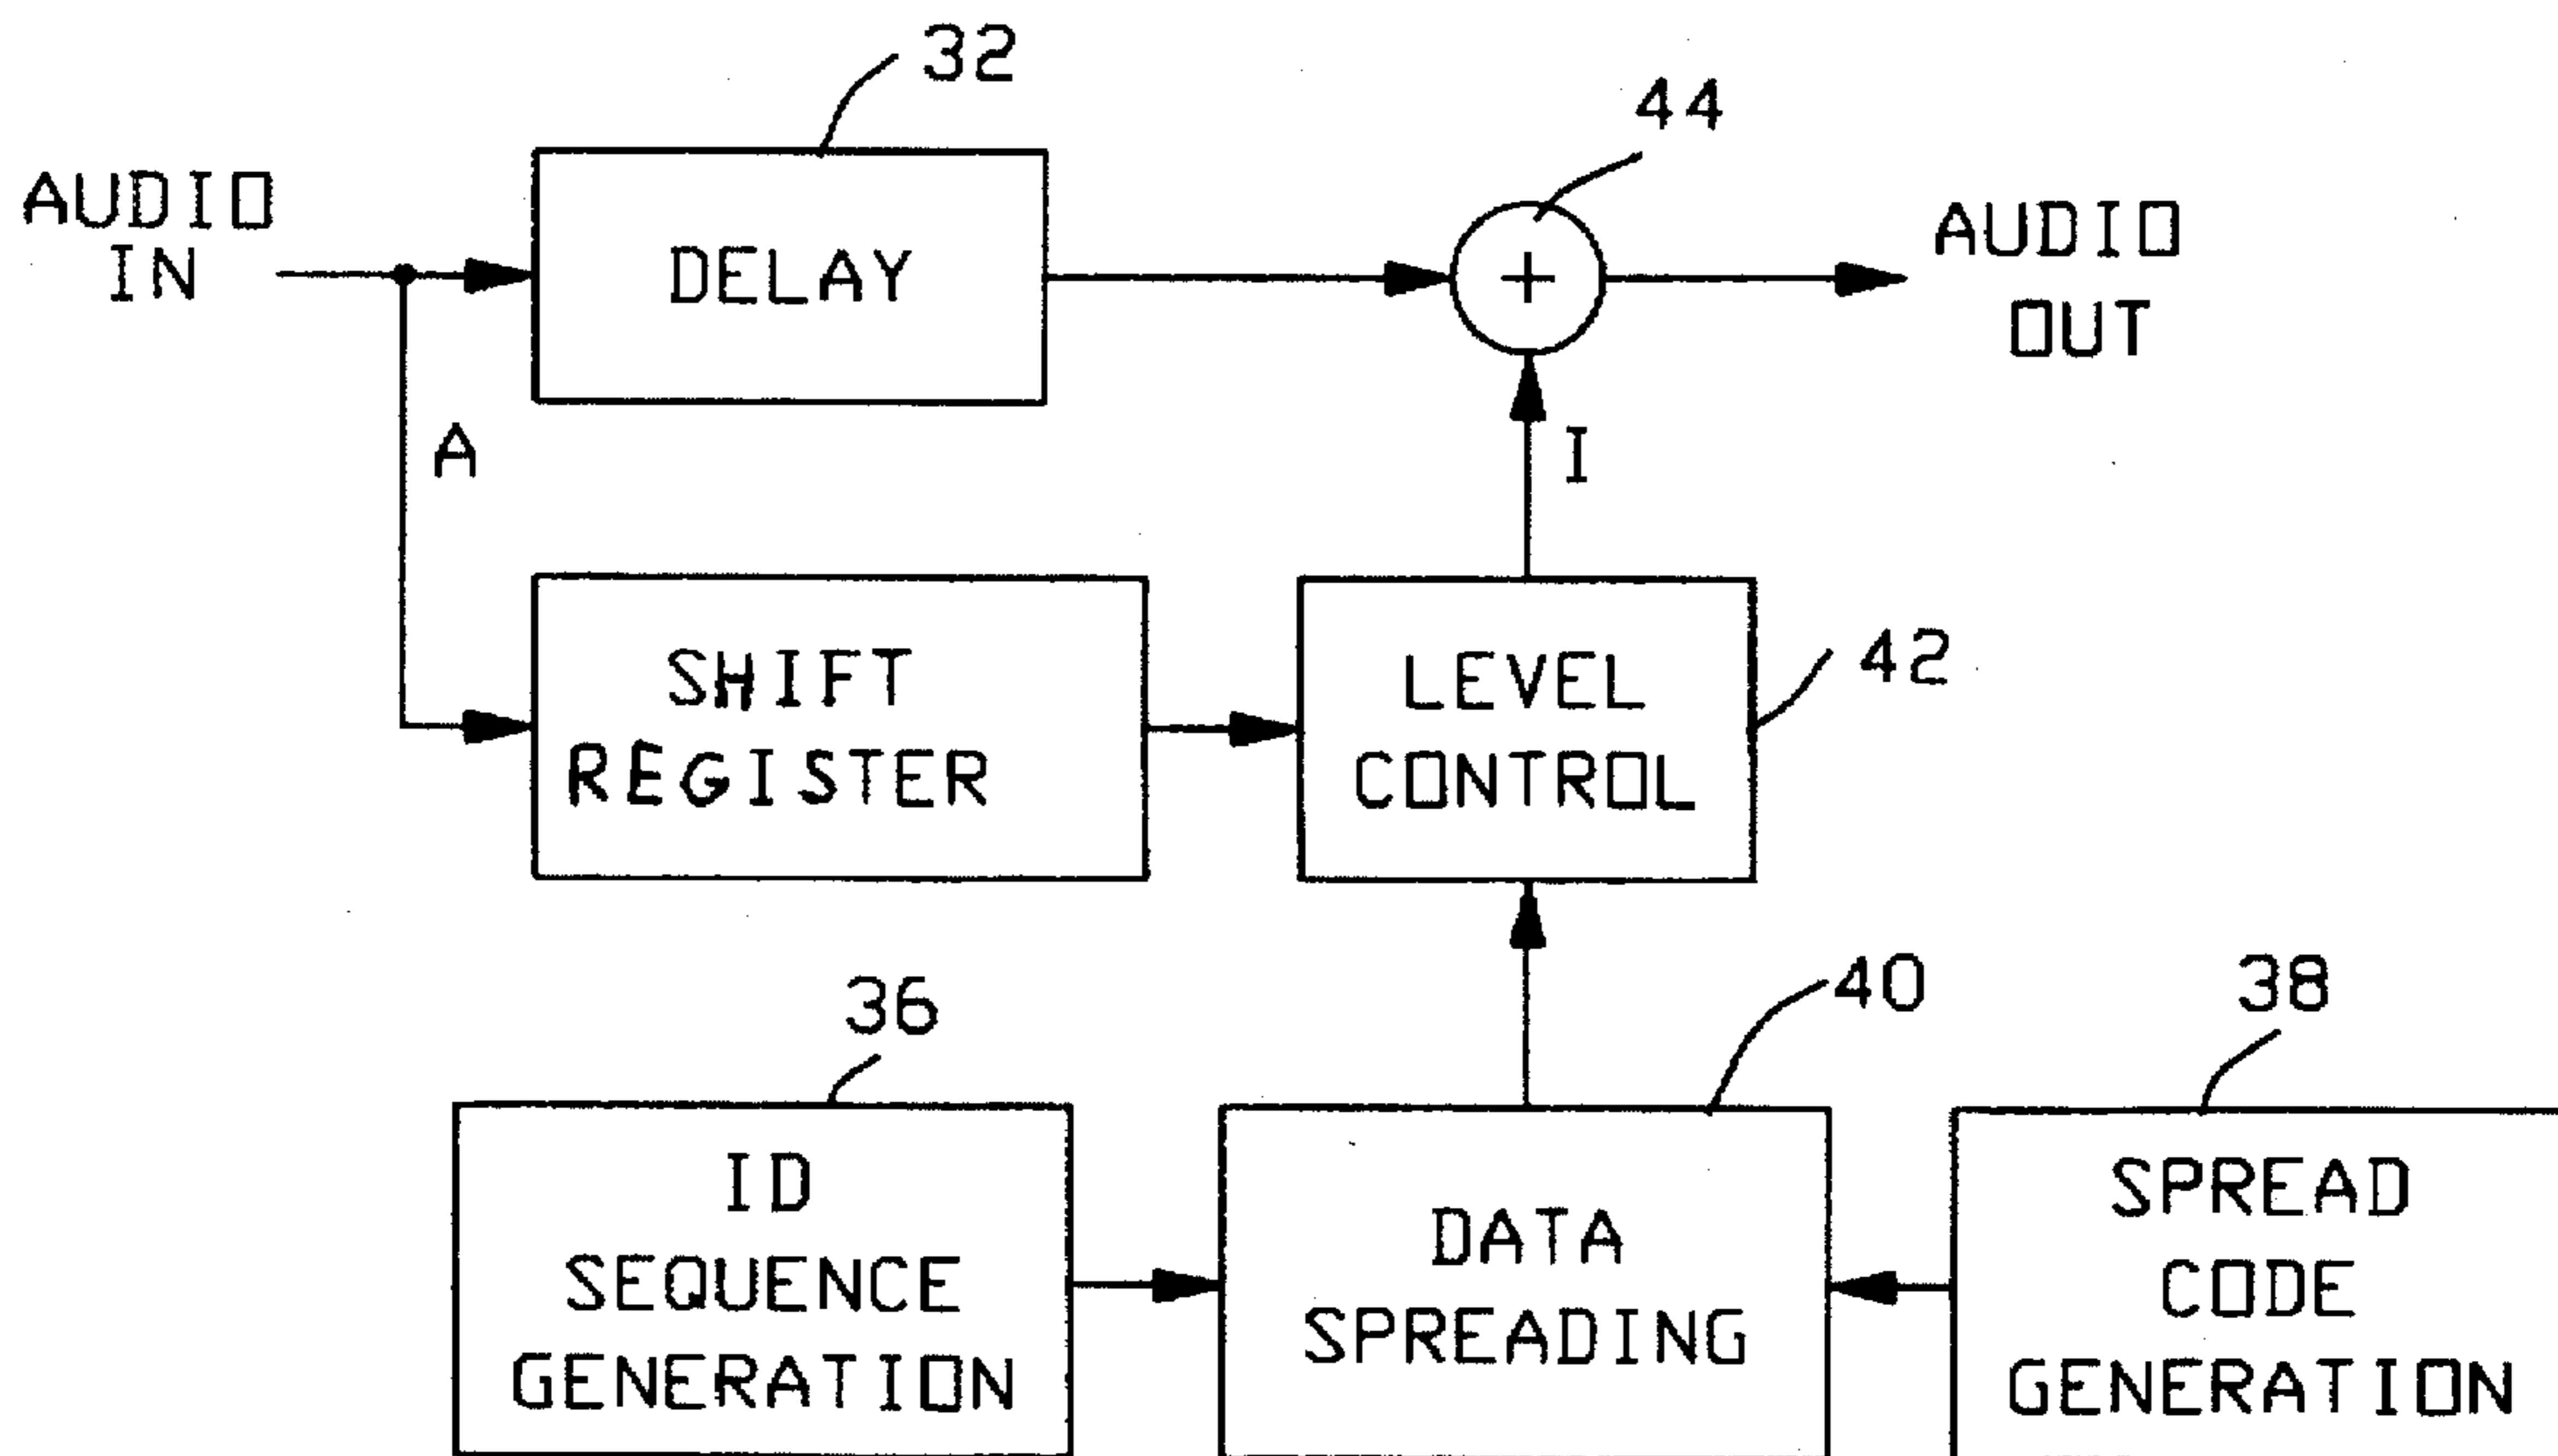 32
44
AUDIO
IN
DELAY
+
AUDIO
OUT
A
I
SHIFT
REGISTER
LEVEL
CONTROL
42
36
40
38
ID
SEQUENCE
GENERATION
DATA
SPREADING
SPREAD
CODE
GENERATION